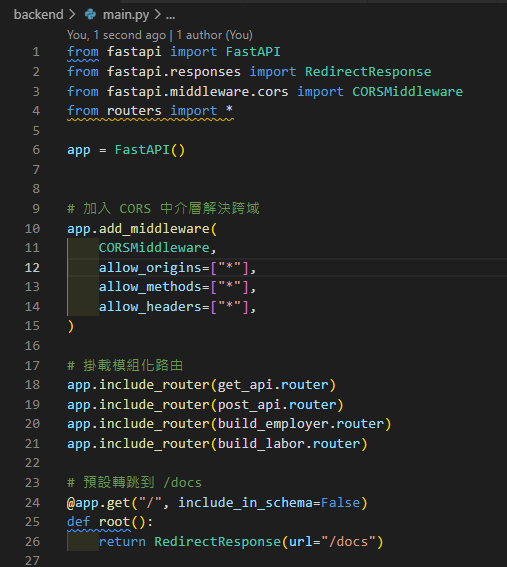 backend > main.py > ...
You, 1 second ago | 1 author (You)
1 from fastapi import FastAPI
2 from fastapi.responses import RedirectResponse
3 from fastapi.middleware.cors import CORSMiddleware
4 from routers import *
5
6 app = FastAPI()
7
8
9 # 加入 CORS 中介層解決跨域
10 app.add_middleware(
11     CORSMiddleware,
12     allow_origins=["*"],
13     allow_methods=["*"],
14     allow_headers=["*"],
15 )
16
17 # 掛載模組化路由
18 app.include_router(get_api.router)
19 app.include_router(post_api.router)
20 app.include_router(build_employer.router)
21 app.include_router(build_labor.router)
22
23 # 預設轉跳到 /docs
24 @app.get("/", include_in_schema=False)
25 def root():
26     return RedirectResponse(url="/docs")
27